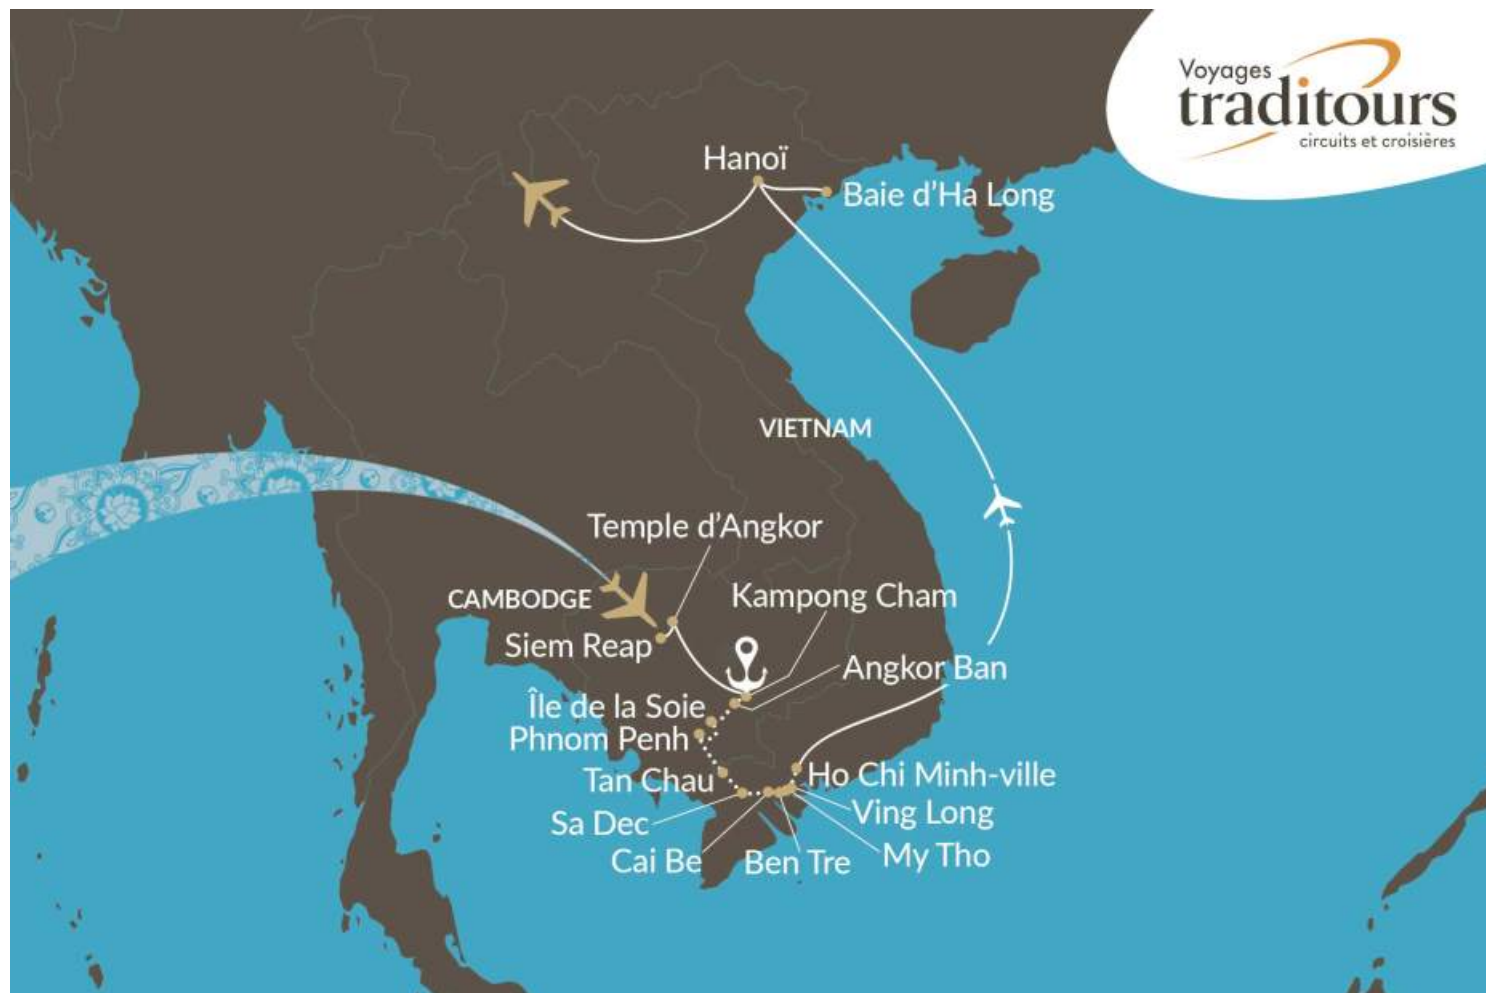 Voyages
traditours
circuits et croisières
Hanoï
Baie d'Ha Long
VIETNAM
Temple d'Angkor
CAMBODGE
Kampong Cham
Siem Reap
Angkor Ban
Île de la Soie
Phnom Penh
Tan Chau
Ho Chi Minh-ville
Sa Dec
Ving Long
Cai Be
Ben Tre
My Tho